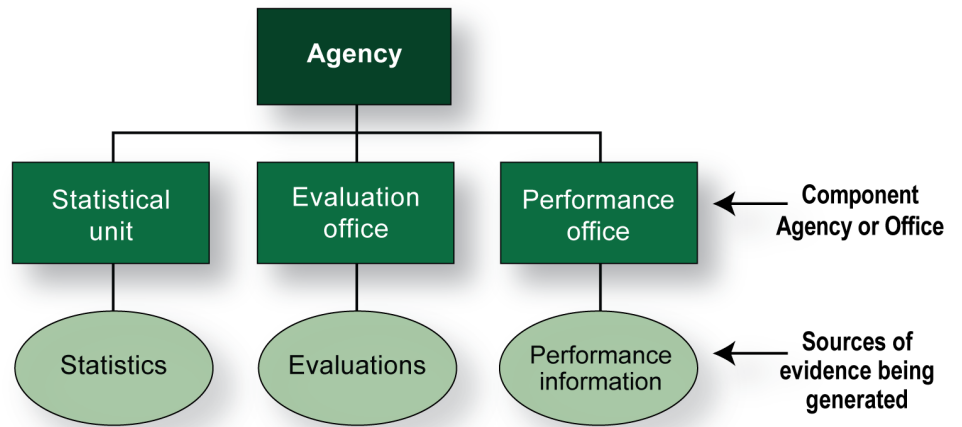 Agency
Statistical
unit
Evaluation
office
Performance
office
Component
Agency or Office
Statistics
Evaluations
Performance
information
Sources of
evidence being
generated